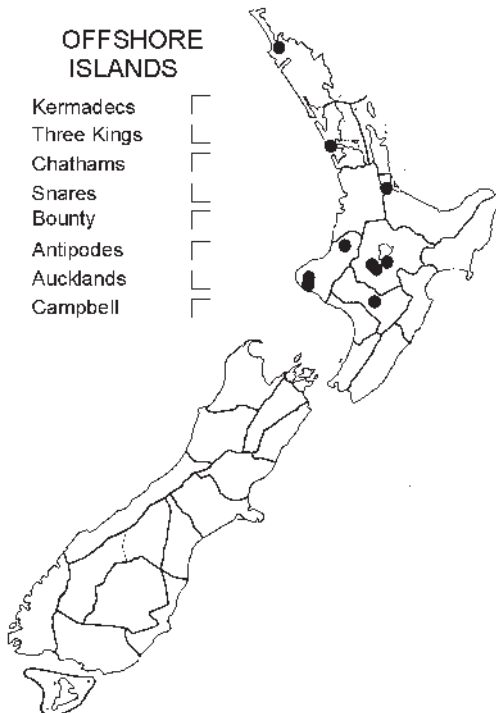 OFFSHORE
ISLANDS
Kermadecs
Three Kings
Chathams
Snares
Bounty
Antipodes
Aucklands
Campbell